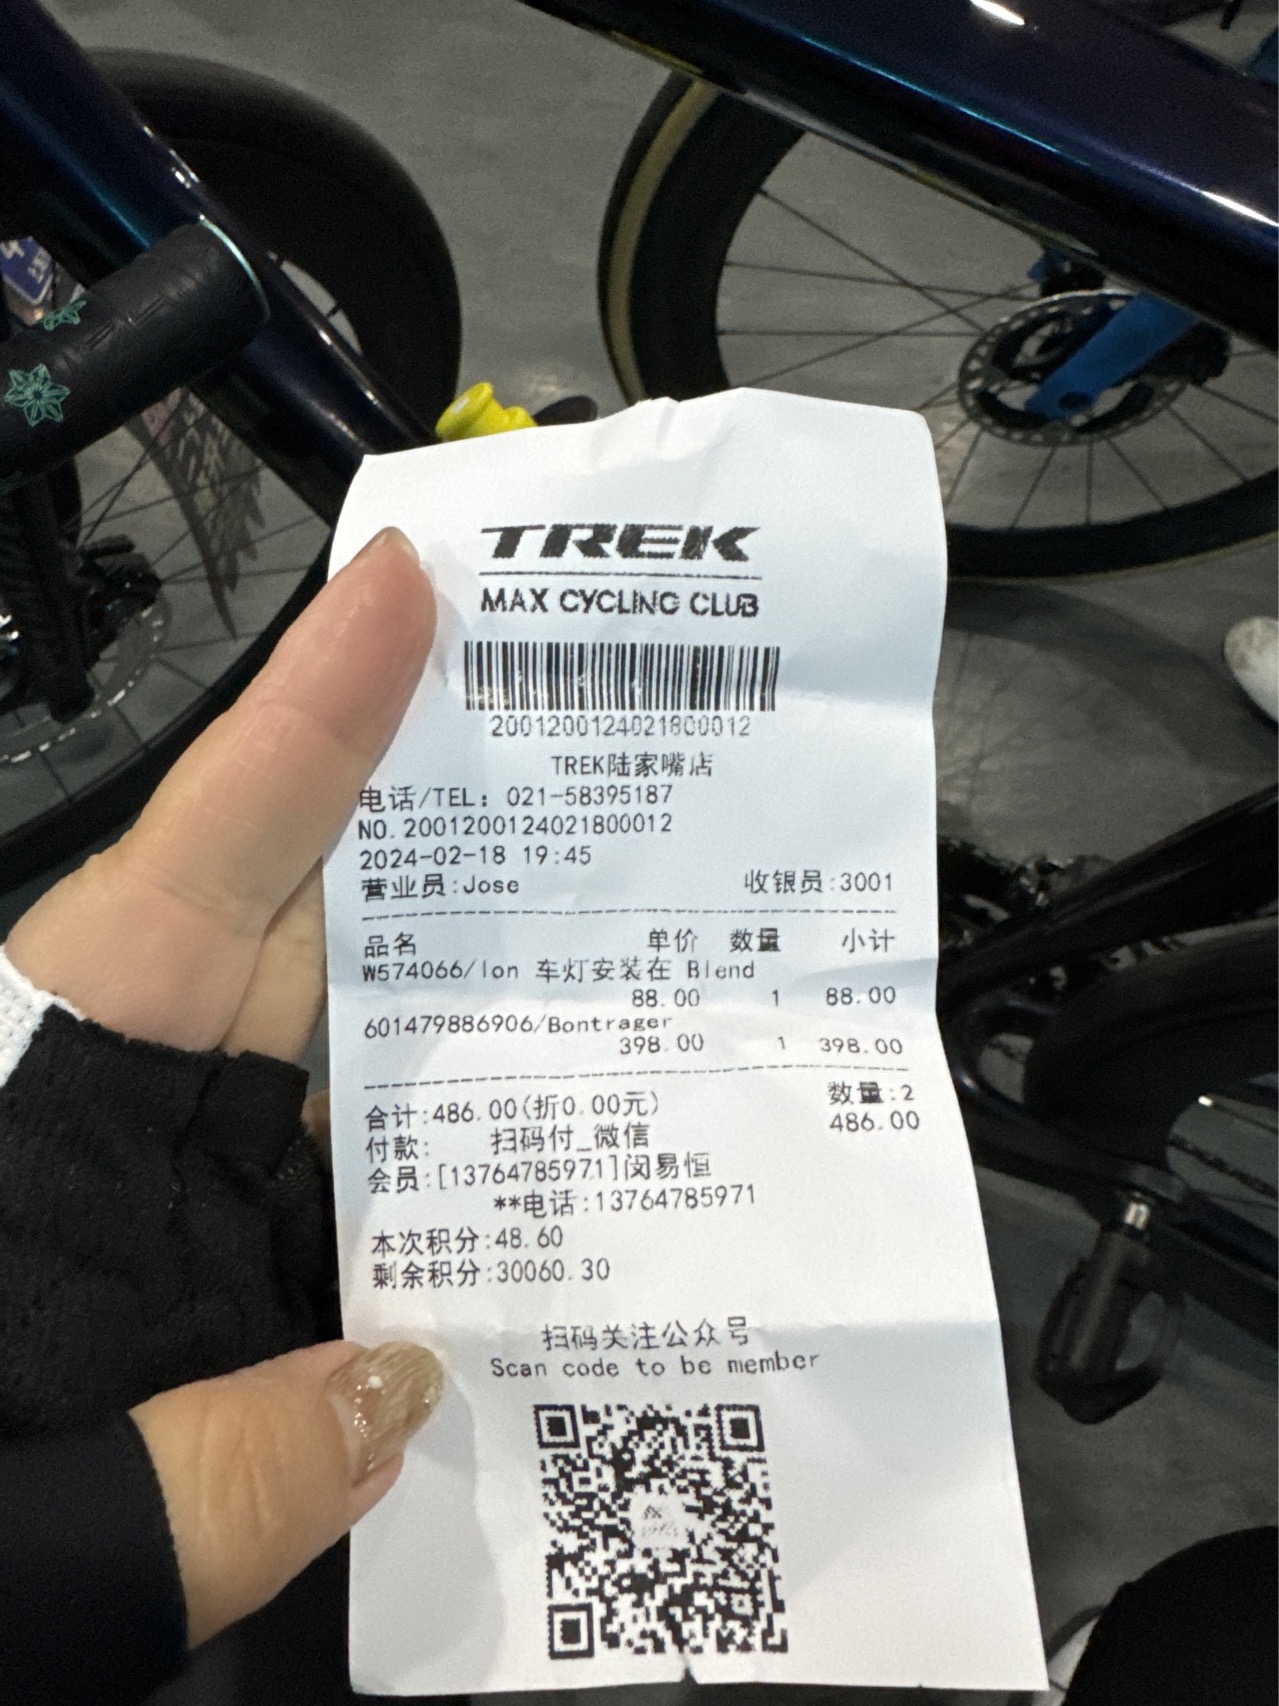 TREK
MAX CYCLING CLUB
2001200124021800012
TREK陆家嘴店
电话/TEL: 021-58395187
NO.2001200124021800012
2024-02-18 19:45
营业员:Jose 收银员:3001
品名 单价 数量 小计
W574066/Ion 车灯安装在 Blend
88.00 1 88.00
601479886906/Bontrager
398.00 1 398.00
合计:486.00(折0.00元) 数量:2
付款: 扫码付_微信 486.00
会员:[13764785971]闵易恒
**电话:13764785971
本次积分:48.60
剩余积分:30060.30
扫码关注公众号
Scan code to be member